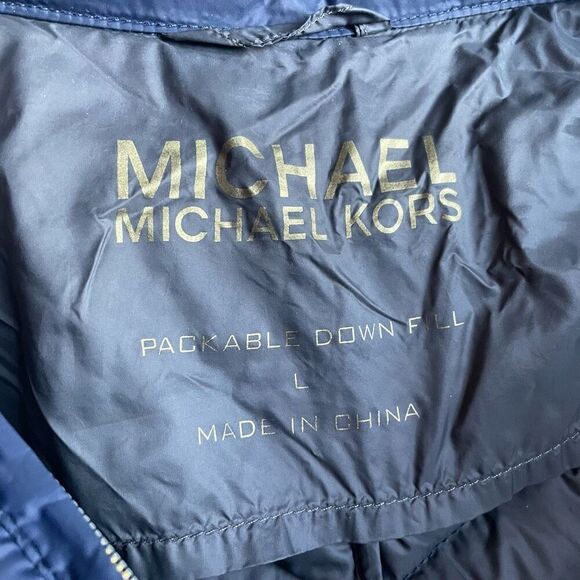 MICHAEL
MICHAEL KORS
PACKABLE DOWN FILL
L
MADE IN CHINA